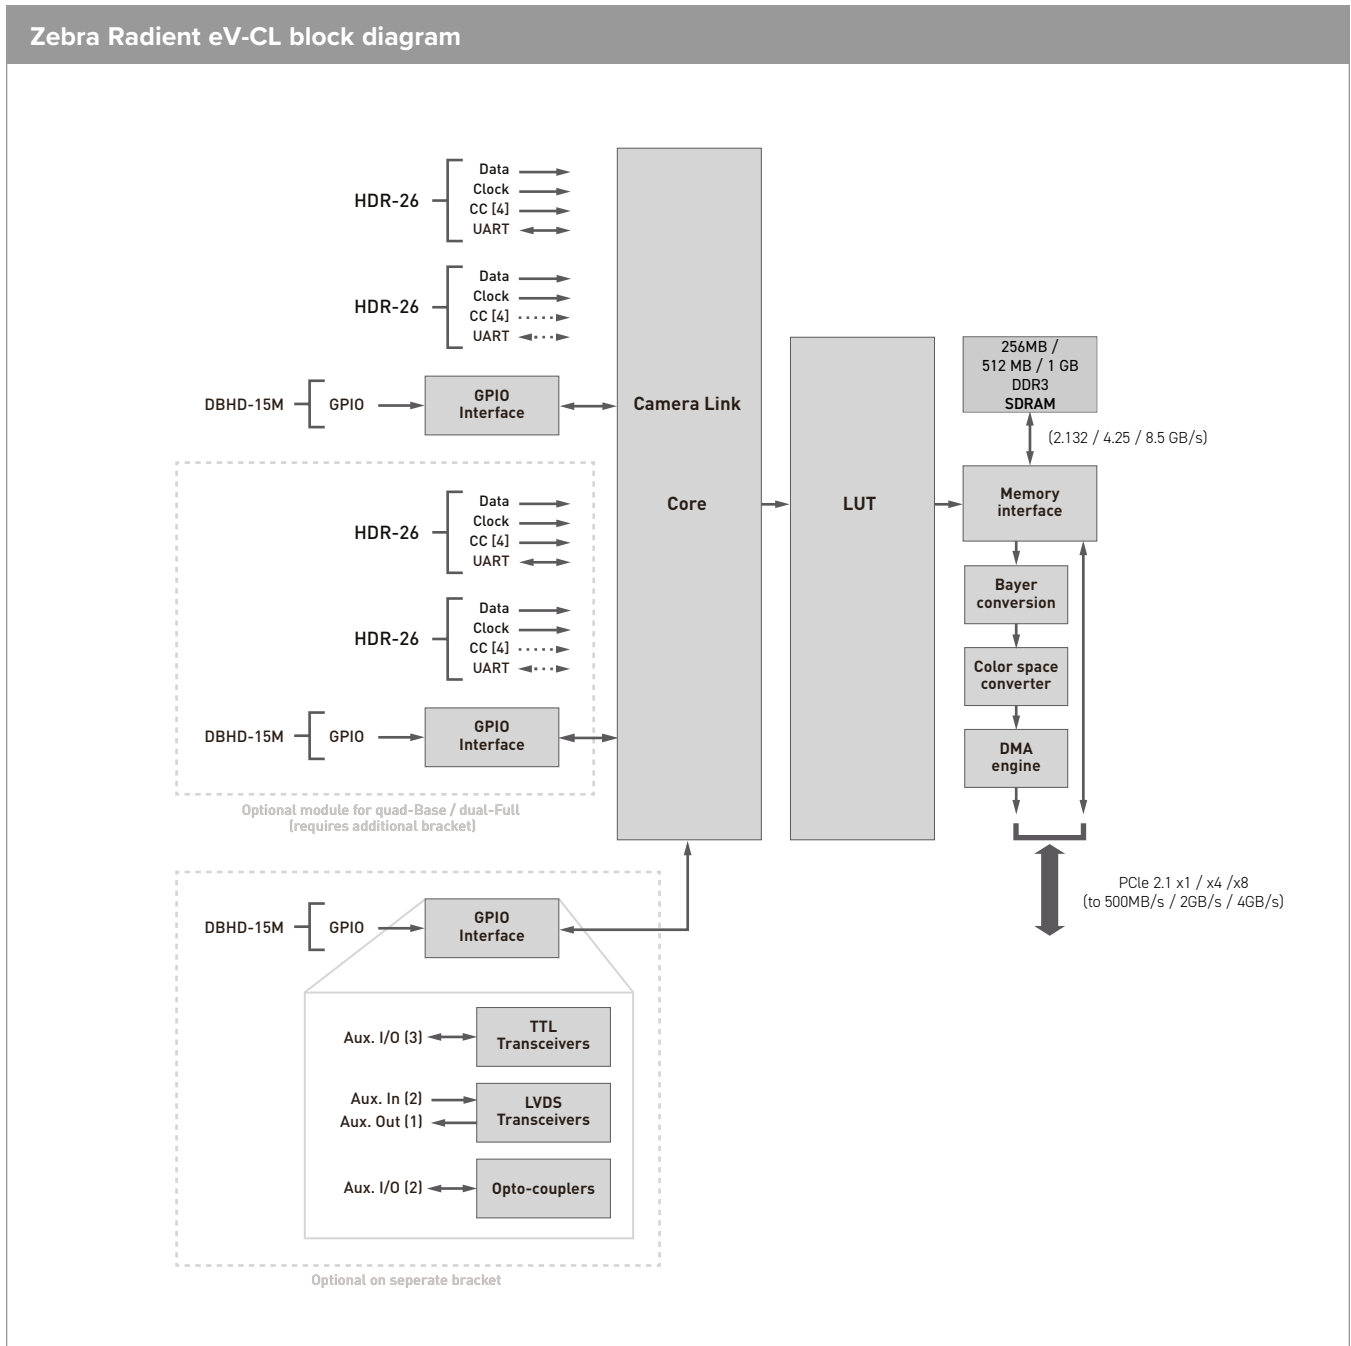 Zebra Radient eV-CL block diagram
HDR-26
Data
Clock
CC [4]
UART
HDR-26
Data
Clock
CC [4]
UART
DBHD-15M
GPIO
GPIO
Interface
HDR-26
Data
Clock
CC [4]
UART
HDR-26
Data
Clock
CC [4]
UART
DBHD-15M
GPIO
GPIO
Interface
Optional module for quad-Base / dual-Full
(requires additional bracket)
DBHD-15M
GPIO
GPIO
Interface
Aux. I/O (3)
TTL
Transceivers
Aux. In (2)
Aux. Out (1)
LVDS
Transceivers
Aux. I/O (2)
Opto-couplers
Optional on seperate bracket
Camera Link
Core
LUT
256MB /
512 MB / 1 GB
DDR3
SDRAM
(2.132 / 4.25 / 8.5 GB/s)
Memory
interface
Bayer
conversion
Color space
converter
DMA
engine
PCIe 2.1 x1 / x4 /x8
(to 500MB/s / 2GB/s / 4GB/s)